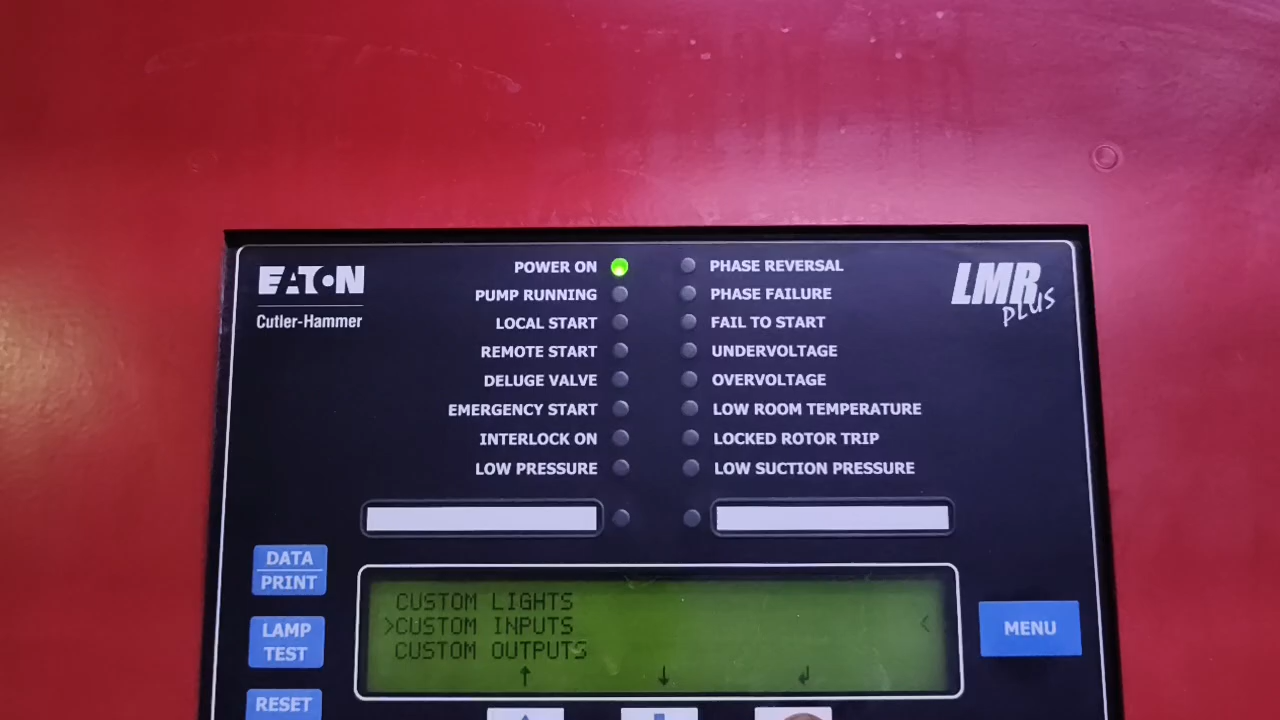 EATON
Cutler-Hammer
POWER ON
PUMP RUNNING
LOCAL START
REMOTE START
DELUGE VALVE
EMERGENCY START
INTERLOCK ON
LOW PRESSURE
PHASE REVERSAL
PHASE FAILURE
FAIL TO START
UNDERVOLTAGE
OVERVOLTAGE
LOW ROOM TEMPERATURE
LOCKED ROTOR TRIP
LOW SUCTION PRESSURE
LMR
PLUS
DATA
PRINT
LAMP
TEST
RESET
CUSTOM LIGHTS
>CUSTOM INPUTS <
CUSTOM OUTPUTS
↑ ↓ ↲
MENU